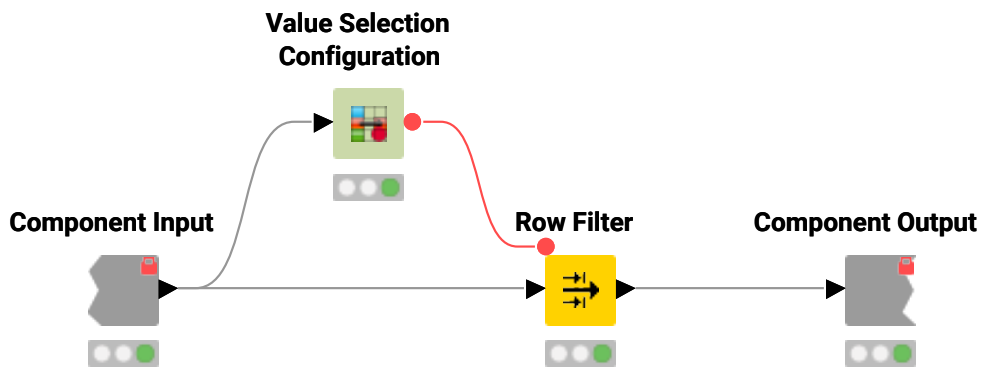 Value Selection
Configuration
Component Input
Row Filter
Component Output